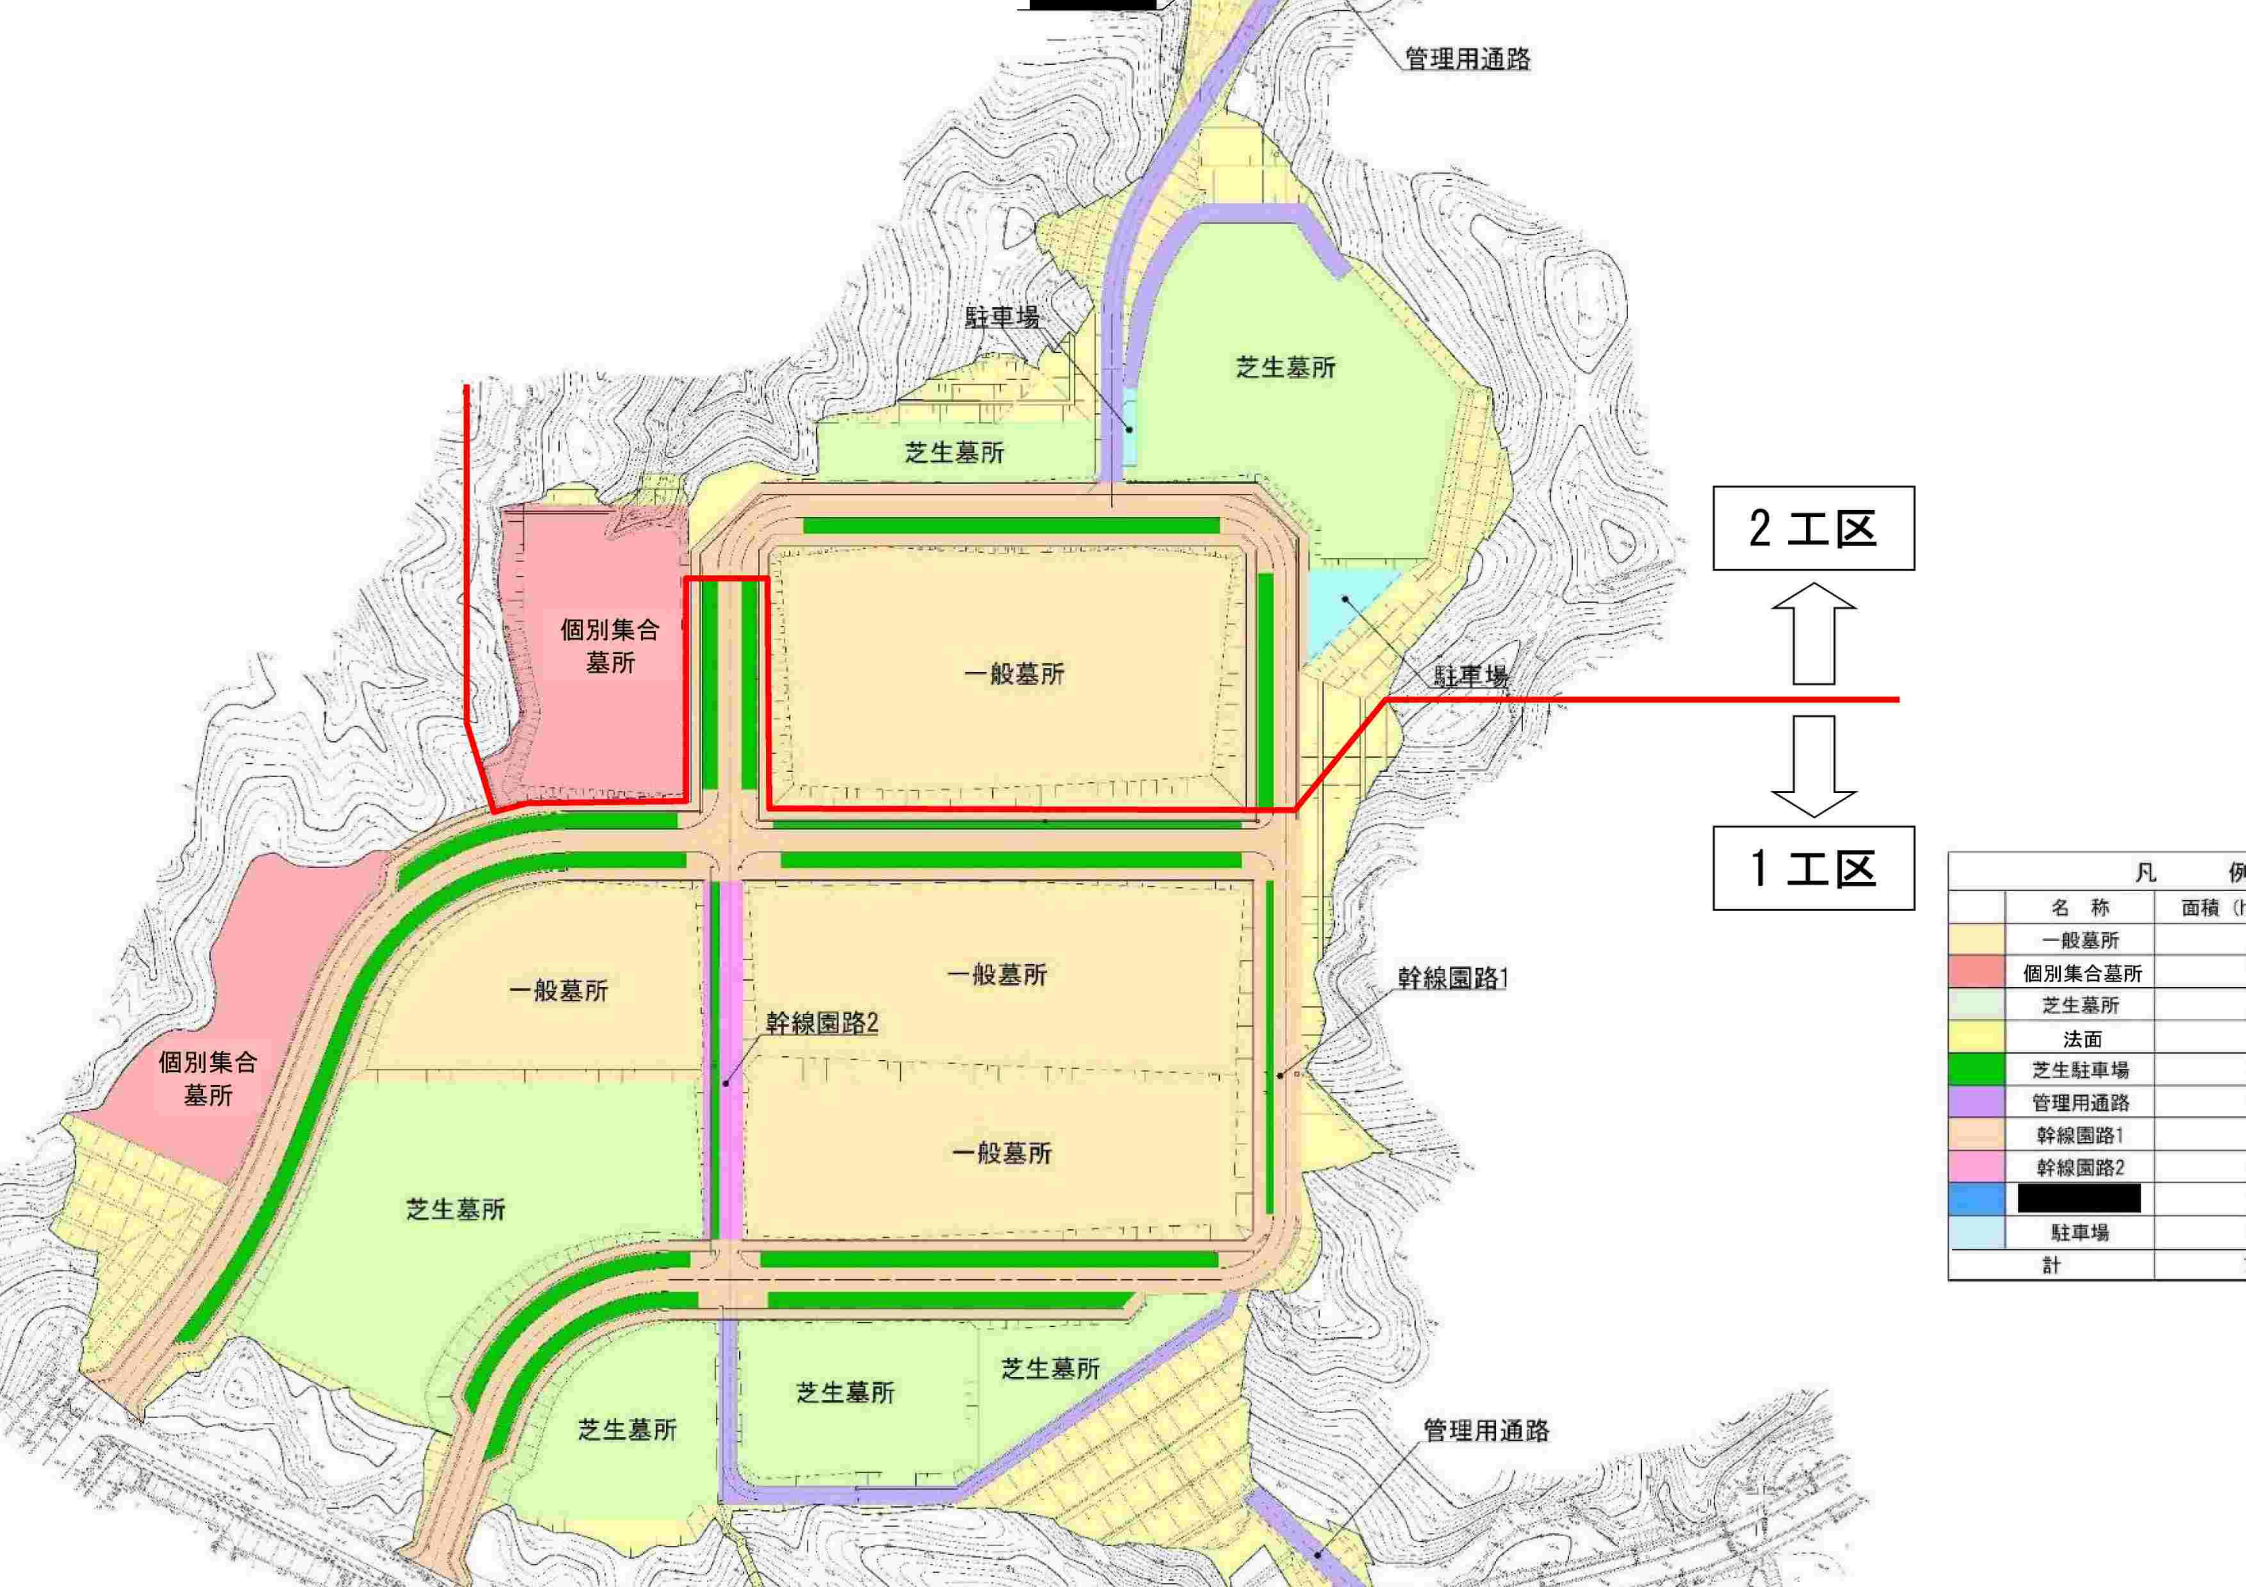 管理用通路
駐車場
芝生墓所
芝生墓所
2工区
個別集合
墓所
一般墓所
駐車場
1工区
一般墓所
一般墓所
幹線園路1
幹線園路2
個別集合
墓所
一般墓所
芝生墓所
芝生墓所
芝生墓所
芝生墓所
管理用通路
凡 例
名 称 面積
一般墓所
個別集合墓所
芝生墓所
法面
芝生駐車場
管理用通路
幹線園路1
幹線園路2
駐車場
計